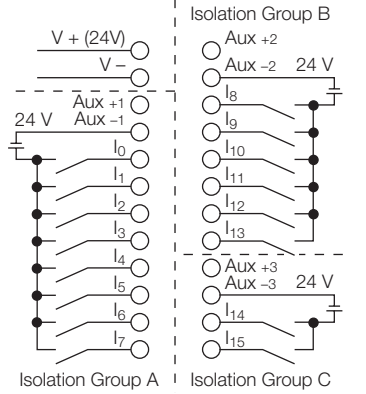 Isolation Group B
V + (24V)
V –
Aux +1
Aux –1
24 V
I0
I1
I2
I3
I4
I5
I6
I7
Isolation Group A
Aux +2
Aux –2 24 V
I8
I9
I10
I11
I12
I13
Aux +3
Aux –3 24 V
I14
I15
Isolation Group C